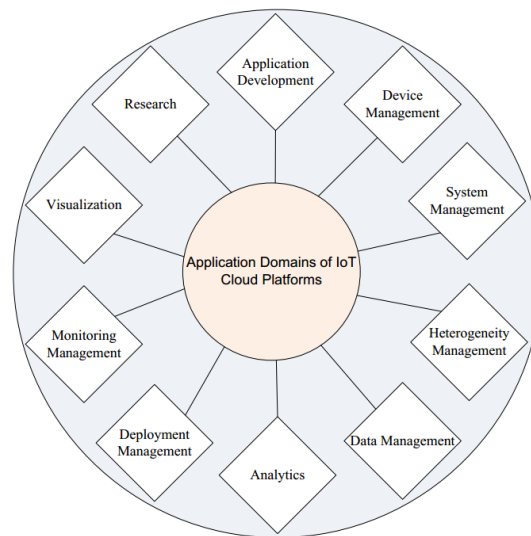 Application
Development
Research
Device
Management
Visualization
System
Management
Application Domains of IoT
Cloud Platforms
Monitoring
Management
Heterogeneity
Management
Deployment
Management
Data Management
Analytics